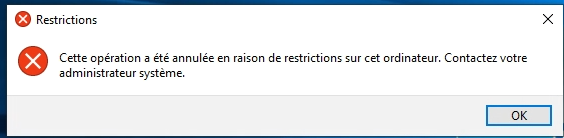 Restrictions
Cette opération a été annulée en raison de restrictions sur cet ordinateur. Contactez votre
administrateur système.
OK